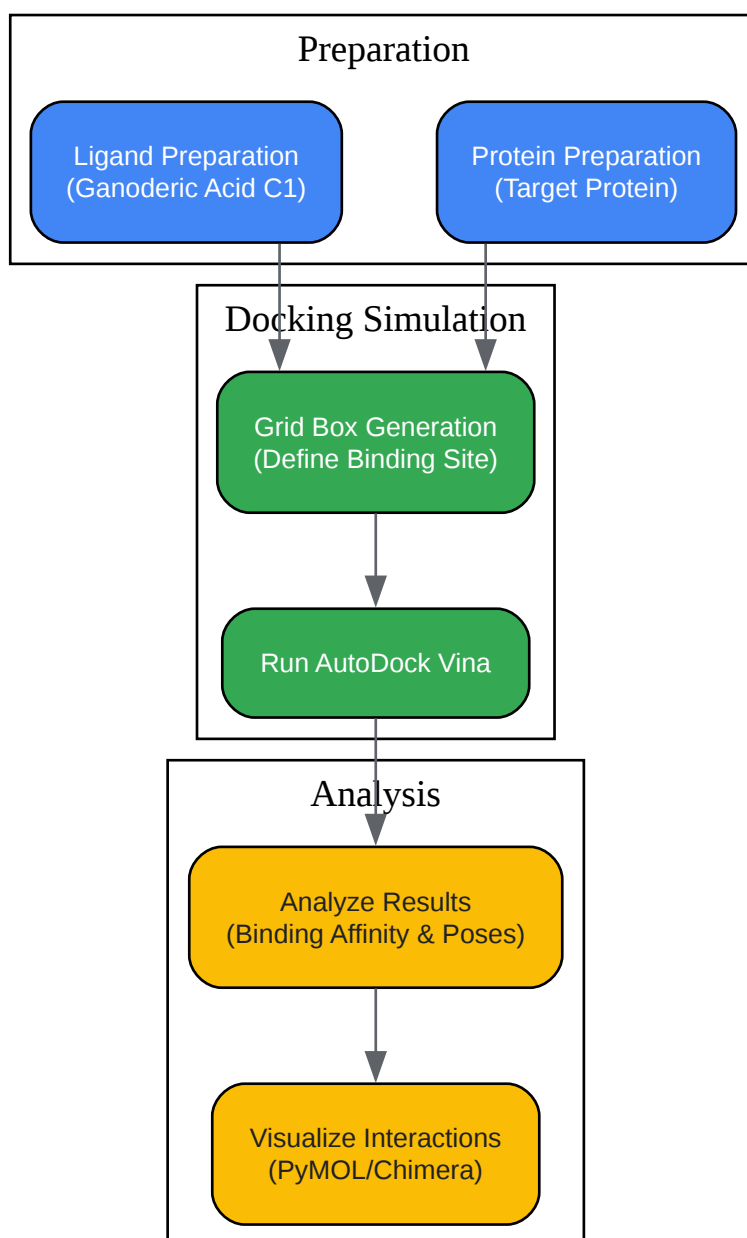 Preparation
Ligand Preparation
(Ganoderic Acid C1)
Protein Preparation
(Target Protein)
Docking Simulation
Grid Box Generation
(Define Binding Site)
Run AutoDock Vina
Analysis
Analyze Results
(Binding Affinity & Poses)
Visualize Interactions
(PyMOL/Chimera)